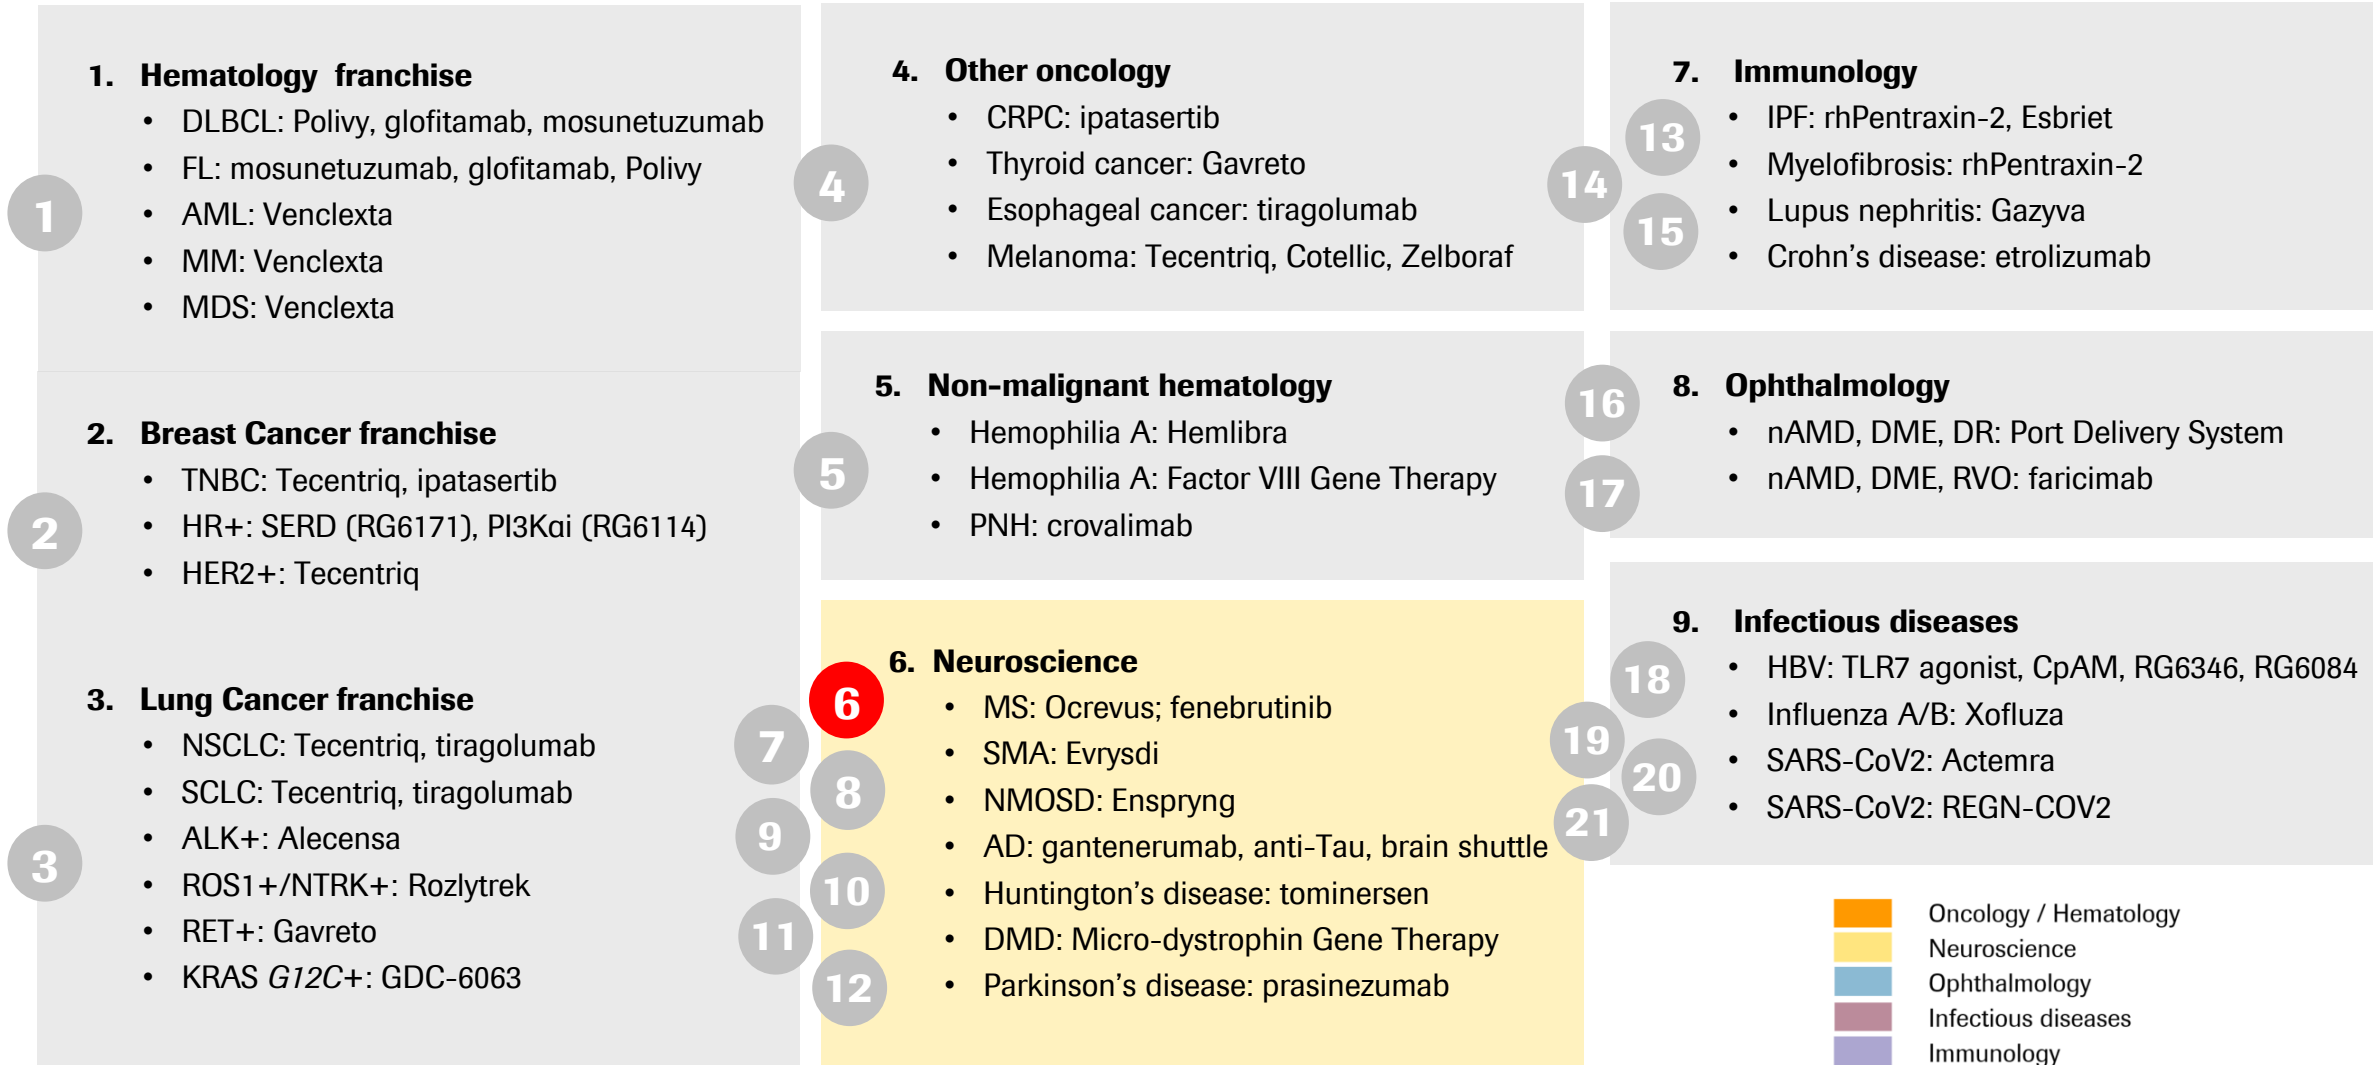 1. Hematology franchise
• DLBCL: Polivy, glofitamab, mosunetuzumab
• FL: mosunetuzumab, glofitamab, Polivy
• AML: Venclexta
• MM: Venclexta
• MDS: Venclexta
1
2. Breast Cancer franchise
• TNBC: Tecentriq, ipatasertib
• HR+: SERD (RG6171), PI3Kαi (RG6114)
• HER2+: Tecentriq
2
3. Lung Cancer franchise
• NSCLC: Tecentriq, tiragolumab
• SCLC: Tecentriq, tiragolumab
• ALK+: Alecensa
• ROS1+/NTRK+: Rozlytrek
• RET+: Gavreto
• KRAS G12C+: GDC-6063
3
4. Other oncology
• CRPC: ipatasertib
• Thyroid cancer: Gavreto
• Esophageal cancer: tiragolumab
• Melanoma: Tecentriq, Cotellic, Zelboraf
4
5. Non-malignant hematology
• Hemophilia A: Hemlibra
• Hemophilia A: Factor VIII Gene Therapy
• PNH: crovalimab
5
6. Neuroscience
• MS: Ocrevus; fenebrutinib
• SMA: Evrysdi
• NMOSD: Enspryng
• AD: gantenerumab, anti-Tau, brain shuttle
• Huntington's disease: tominersen
• DMD: Micro-dystrophin Gene Therapy
• Parkinson's disease: prasinezumab
6
7
8
9
10
11
12
7. Immunology
• IPF: rhPentraxin-2, Esbriet
• Myelofibrosis: rhPentraxin-2
• Lupus nephritis: Gazyva
• Crohn's disease: etrolizumab
13
14
15
8. Ophthalmology
• nAMD, DME, DR: Port Delivery System
• nAMD, DME, RVO: faricimab
16
17
9. Infectious diseases
• HBV: TLR7 agonist, CpAM, RG6346, RG6084
• Influenza A/B: Xofluza
• SARS-CoV2: Actemra
• SARS-CoV2: REGN-COV2
18
19
20
21
Oncology / Hematology
Neuroscience
Ophthalmology
Infectious diseases
Immunology